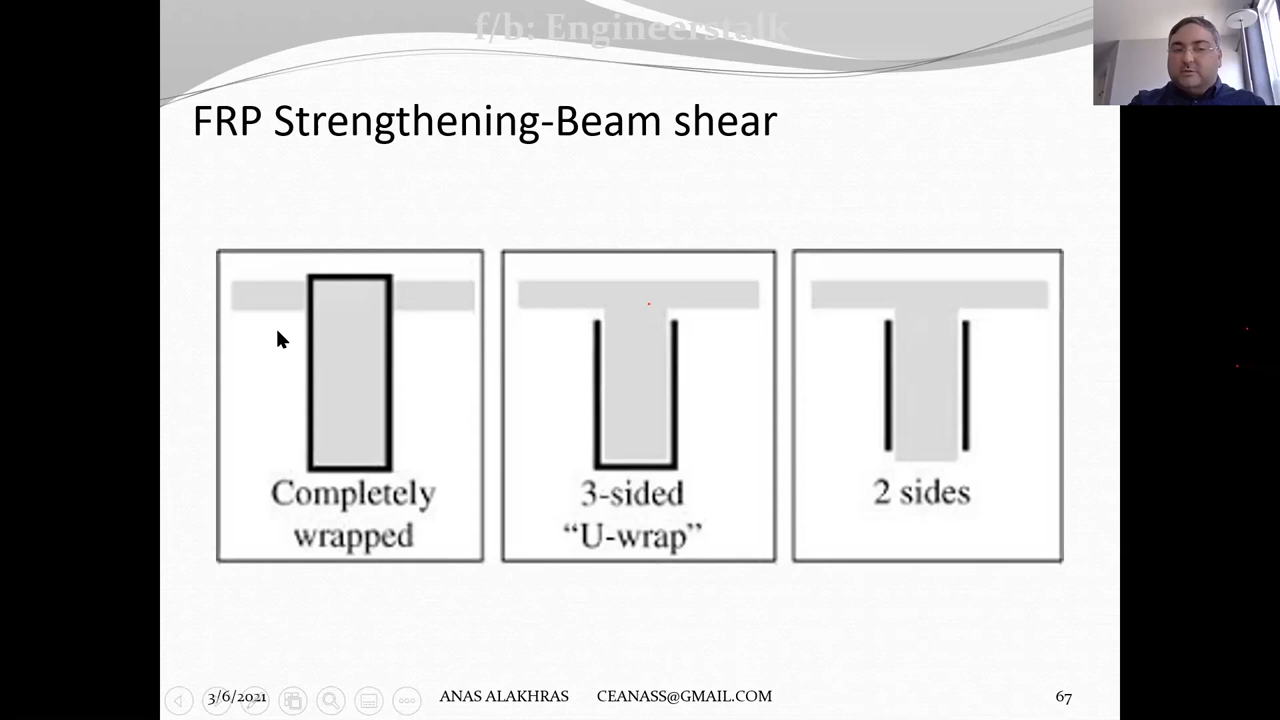 f/b: Engineerstalk
FRP Strengthening-Beam shear
Completely
wrapped
3-sided
“U-wrap”
2 sides
3/6/2021
ANAS ALAKHRAS
CEANASS@GMAIL.COM
67